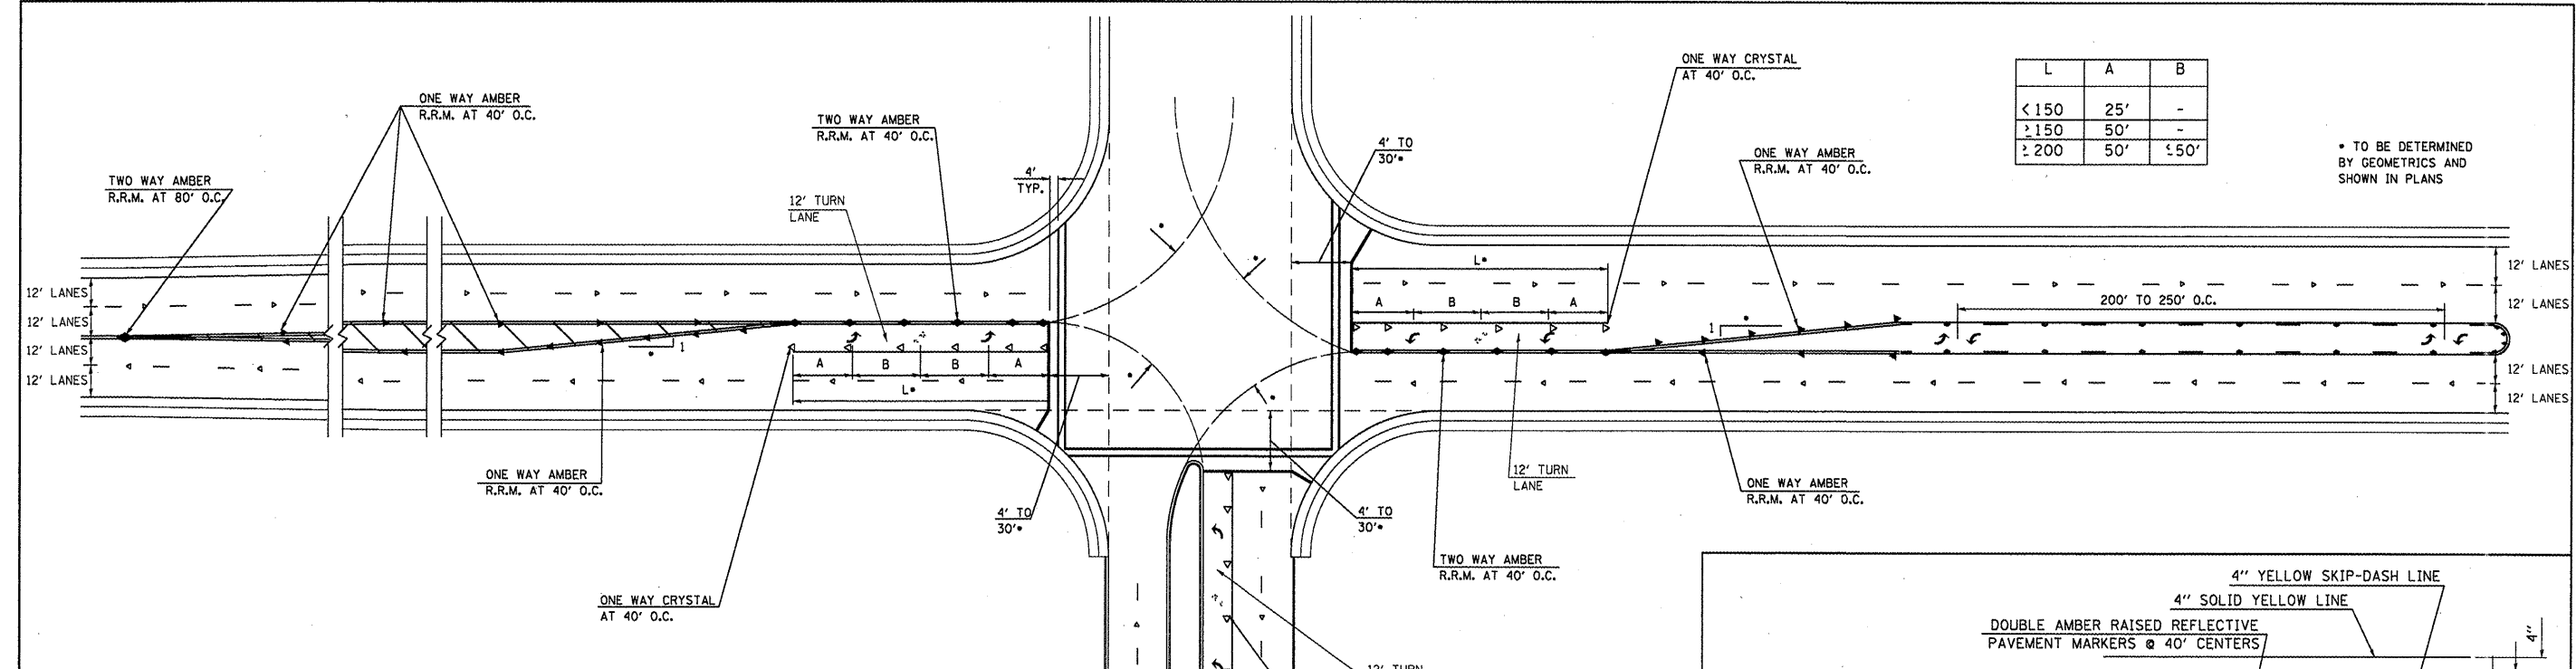 ONE WAY CRYSTAL
AT 40' O.C.
L A B
<150 25' -
≥150 50' -
≥200 50' ≤50'
ONE WAY AMBER
R.R.M. AT 40' O.C.
TWO WAY AMBER
R.R.M. AT 40' O.C.
4' TO
30'•
ONE WAY AMBER
R.R.M. AT 40' O.C.
• TO BE DETERMINED
BY GEOMETRICS AND
SHOWN IN PLANS
TWO WAY AMBER
R.R.M. AT 80' O.C.
4'
TYP.
12' TURN
LANE
12' LANES
12' LANES
12' LANES
12' LANES
L•
A B B A
200' TO 250' O.C.
12' LANES
12' LANES
12' LANES
12' LANES
•
•
•
1
•
1
A B B A
L•
•
•
ONE WAY AMBER
R.R.M. AT 40' O.C.
12' TURN
LANE
ONE WAY AMBER
R.R.M. AT 40' O.C.
4' TO
30'•
4' TO
30'•
TWO WAY AMBER
R.R.M. AT 40' O.C.
ONE WAY CRYSTAL
AT 40' O.C.
4" YELLOW SKIP-DASH LINE
4" SOLID YELLOW LINE
DOUBLE AMBER RAISED REFLECTIVE
PAVEMENT MARKERS @ 40' CENTERS
4"
12' TURN